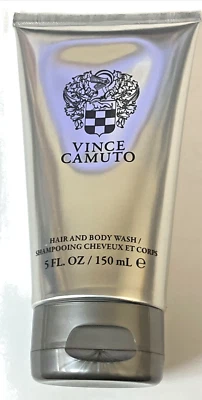 VINCE
CAMUTO
HAIR AND BODY WASH /
SHAMPOOING CHEVEUX ET CORPS
5 FL. OZ / 150 mL ℮